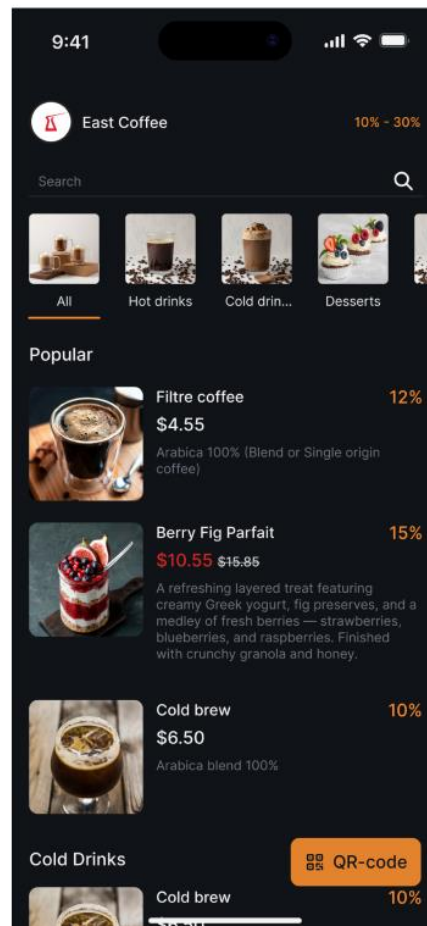 9:41
East Coffee
10% - 30%
Search
All
Hot drinks
Cold drin...
Desserts
Popular
Filtre coffee
12%
$4.55
Arabica 100% (Blend or Single origin
coffee)
Berry Fig Parfait
15%
$10.55 $15.85
A refreshing layered treat featuring
creamy Greek yogurt, fig preserves, and a
medley of fresh berries — strawberries,
blueberries, and raspberries. Finished
with crunchy granola and honey.
Cold brew
10%
$6.50
Arabica blend 100%
Cold Drinks
QR-code
Cold brew
10%